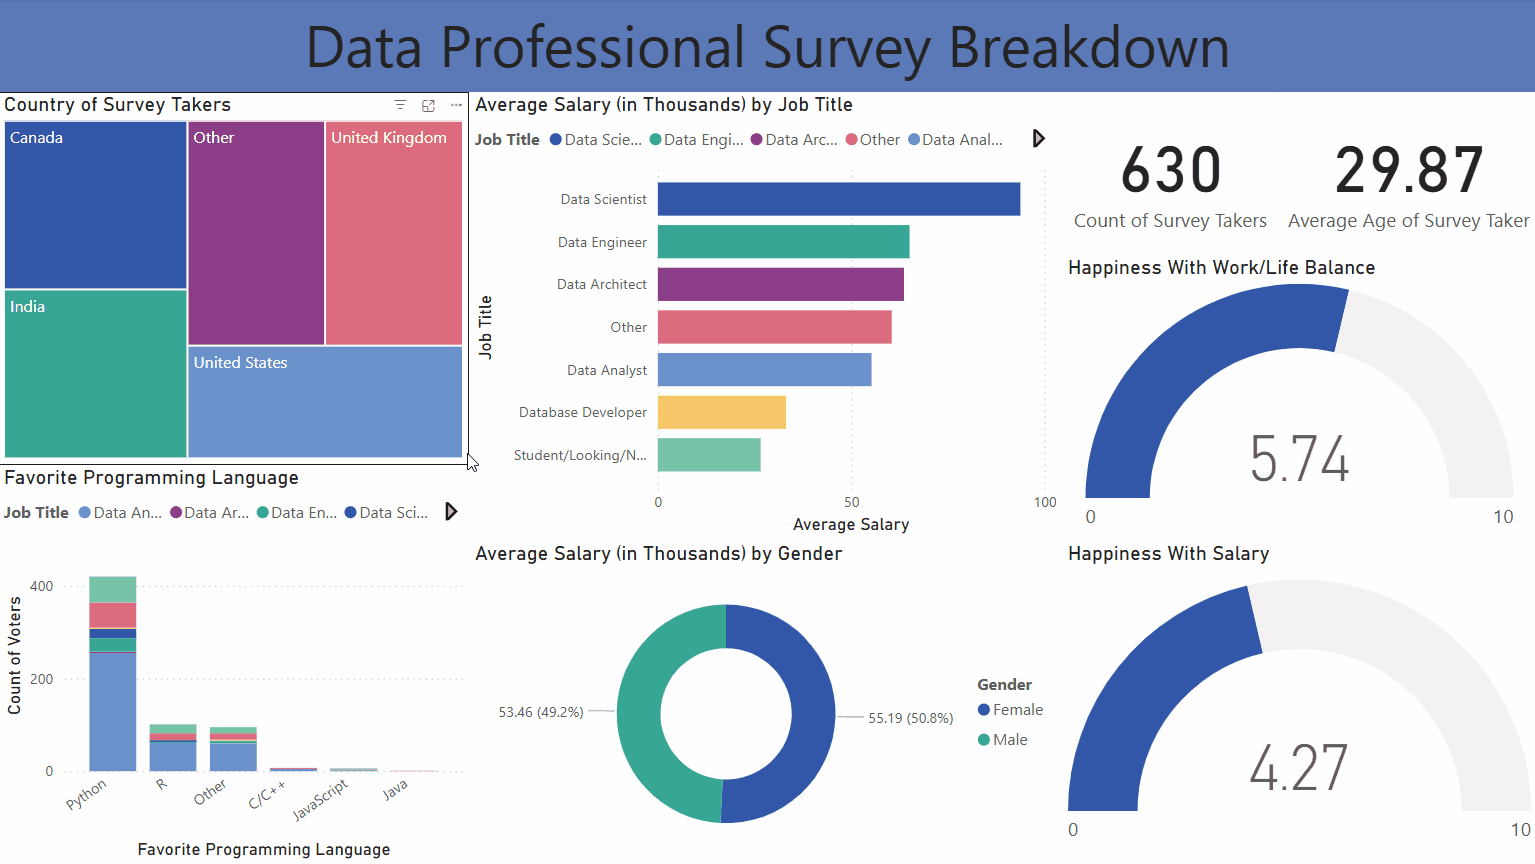 Data Professional Survey Breakdown
Country of Survey Takers
Canada
Other
United Kingdom
India
United States
Average Salary (in Thousands) by Job Title
Job Title
Data Scie...
Data Engi...
Data Arc...
Other
Data Anal...
Job Title
Data Scientist
Data Engineer
Data Architect
Other
Data Analyst
Database Developer
Student/Looking/N...
0
50
100
Average Salary
630
Count of Survey Takers
29.87
Average Age of Survey Taker
Happiness With Work/Life Balance
5.74
0
10
Favorite Programming Language
Job Title
Data An...
Data Ar...
Data En...
Data Sci...
Count of Voters
400
200
0
Python
R
Other
C/C++
JavaScript
Java
Favorite Programming Language
Average Salary (in Thousands) by Gender
53.46 (49.2%)
55.19 (50.8%)
Gender
Female
Male
Happiness With Salary
4.27
0
10